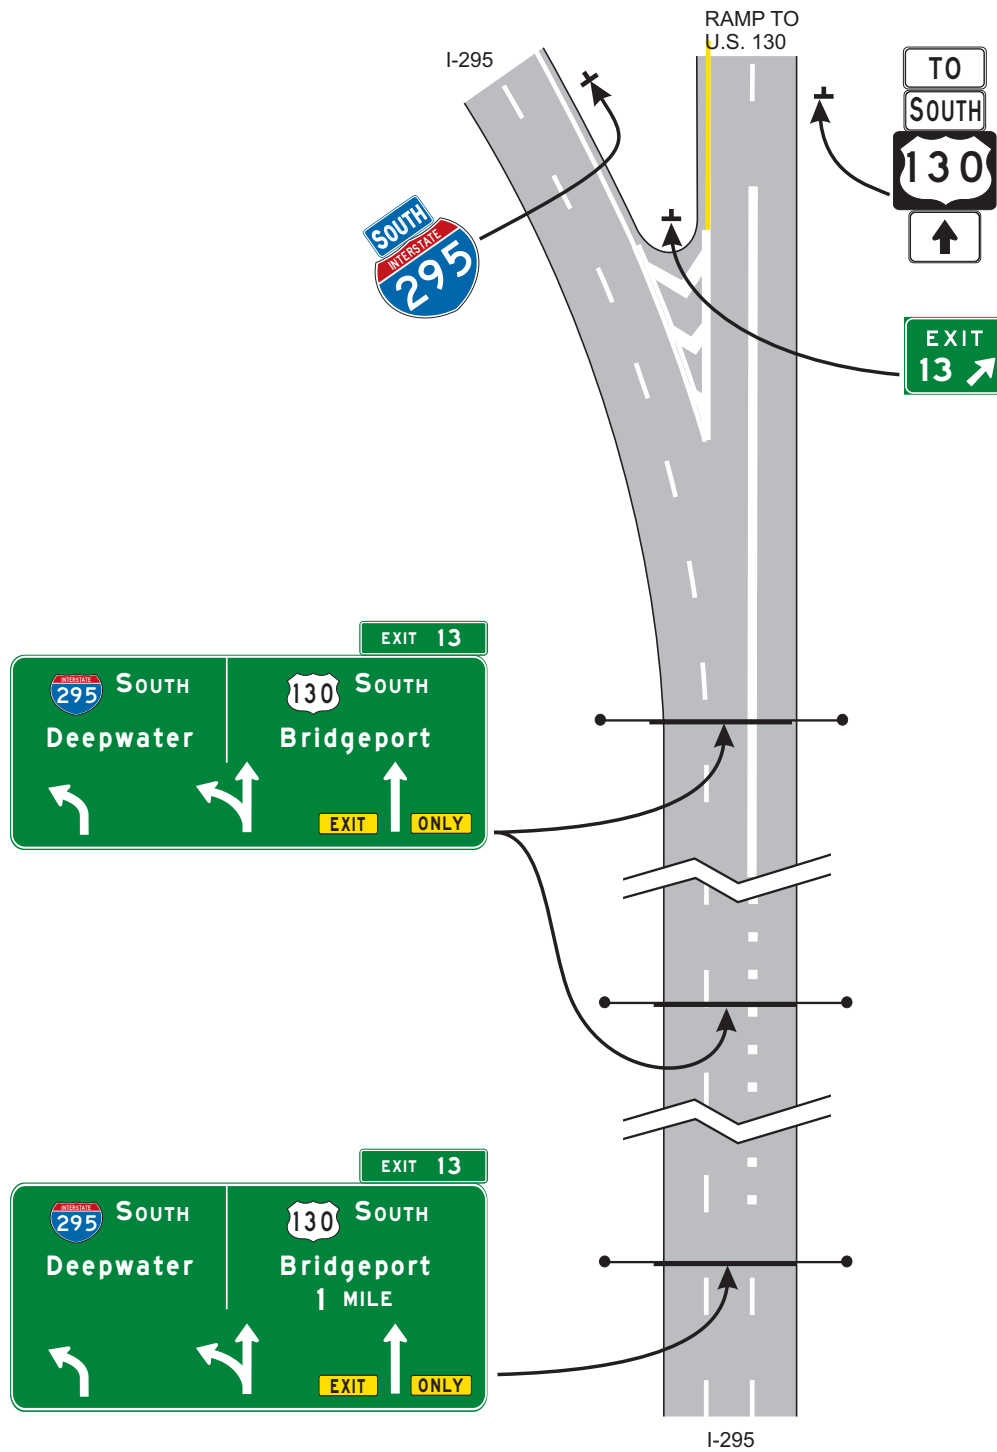 RAMP TO
U.S. 130
I-295
TO
SOUTH
130
SOUTH
INTERSTATE
295
EXIT
13
EXIT 13
INTERSTATE
295 SOUTH
130 SOUTH
Deepwater
Bridgeport
EXIT ONLY
EXIT 13
INTERSTATE
295 SOUTH
130 SOUTH
Deepwater
Bridgeport
1 MILE
EXIT ONLY
I-295